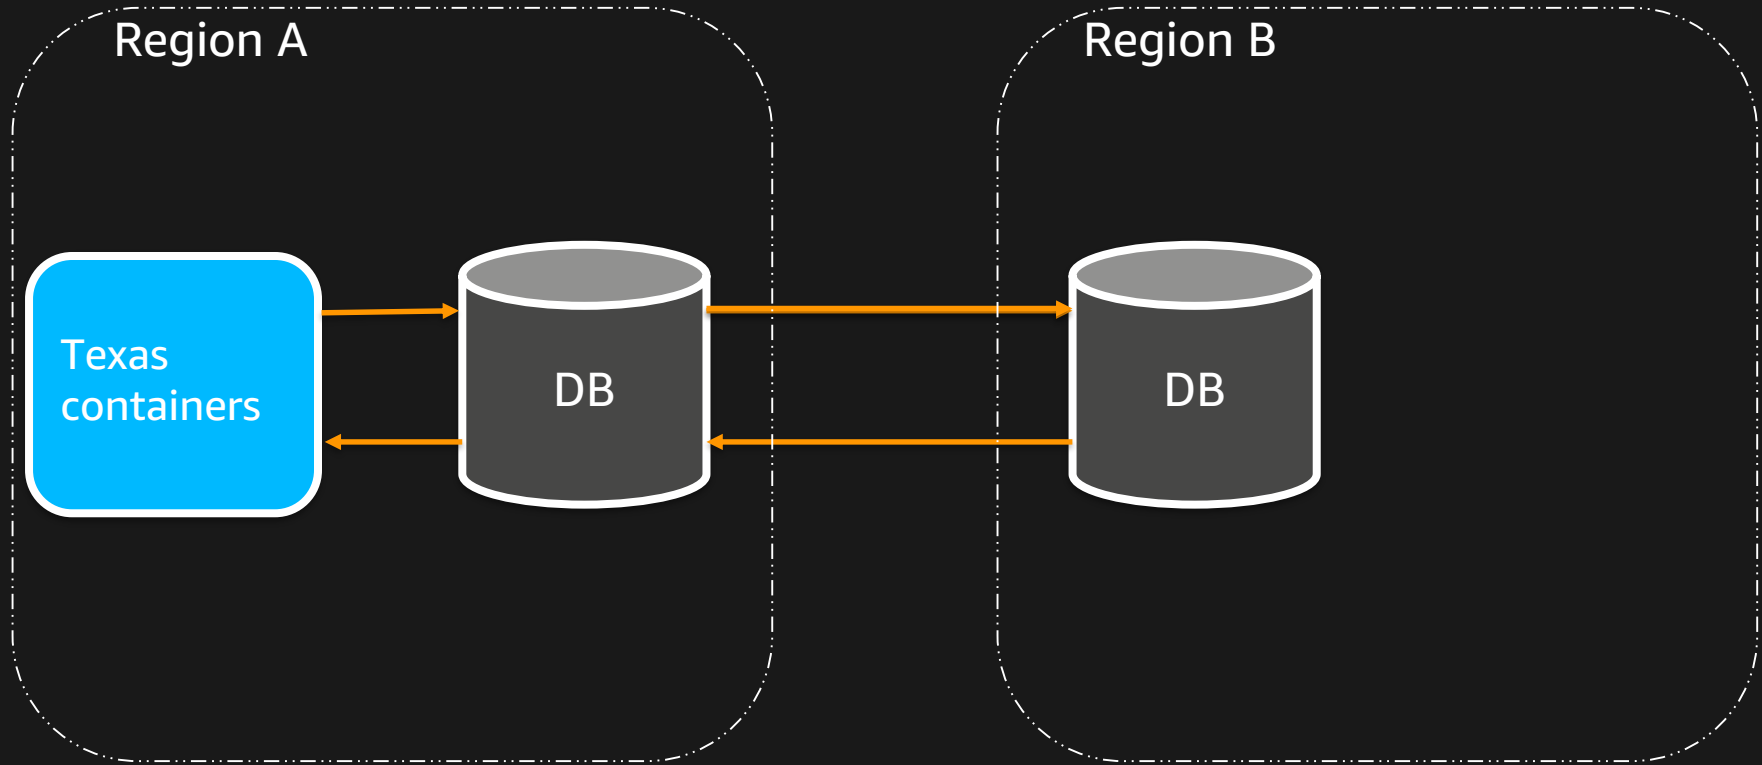 Region A
Region B
Texas
containers
DB
DB